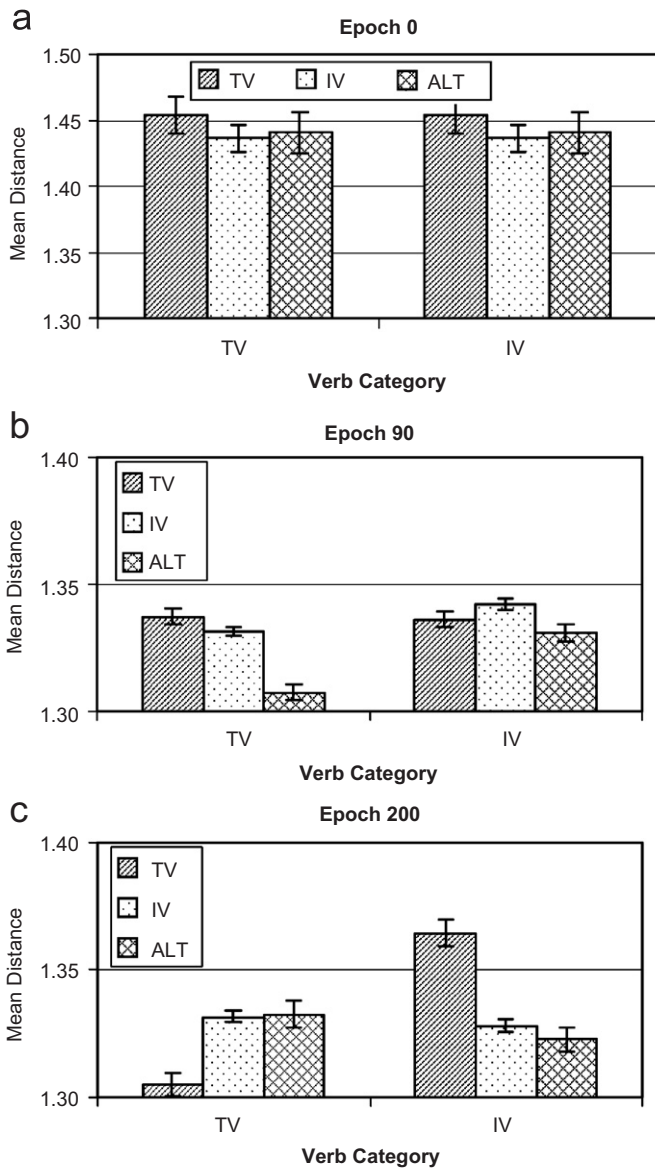 a
Epoch 0
1.50
1.45
1.40
1.35
1.30
Mean Distance
TV IV ALT
TV IV
Verb Category
b
Epoch 90
1.40
1.35
1.30
Mean Distance
TV
IV
ALT
TV IV
Verb Category
c
Epoch 200
1.40
1.35
1.30
Mean Distance
TV
IV
ALT
TV IV
Verb Category